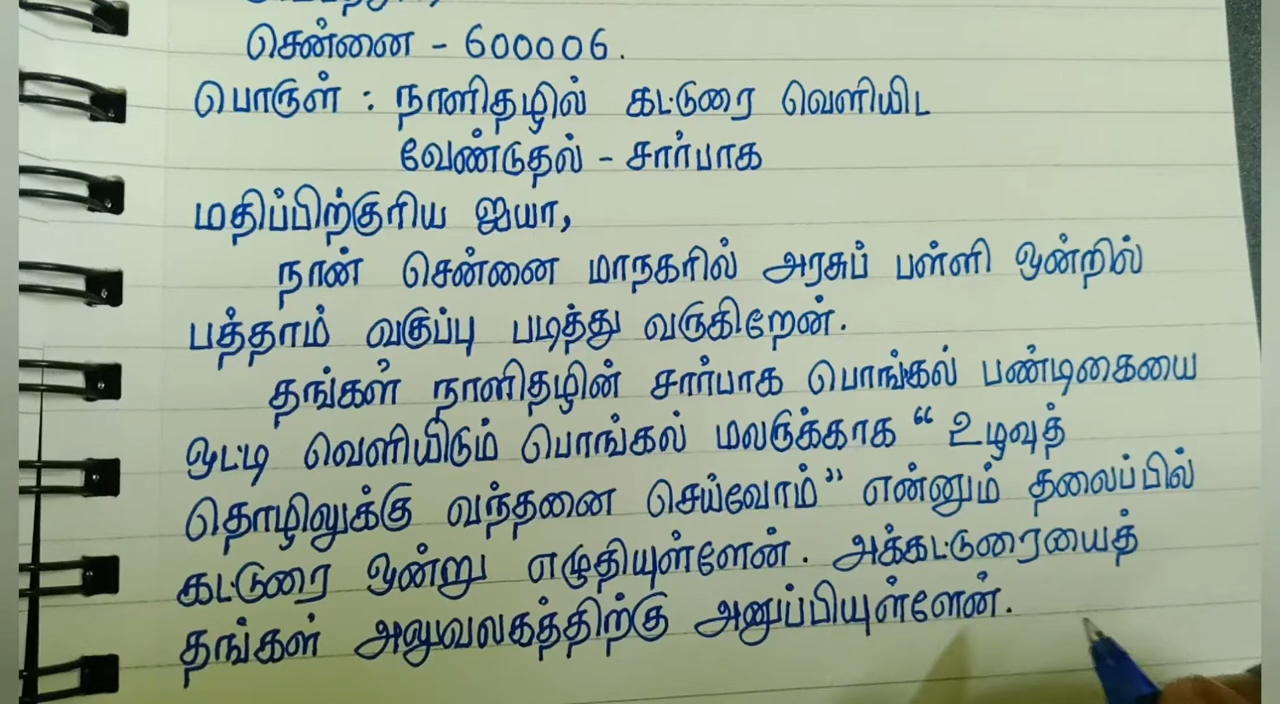 சென்னை - 600006.
பொருள் : நாளிதழில் கட்டுரை வெளியிட
வேண்டுதல் - சார்பாக
மதிப்பிற்குரிய ஐயா,
நான் சென்னை மாநகரில் அரசுப் பள்ளி ஒன்றில்
பத்தாம் வகுப்பு படித்து வருகிறேன்.
தங்கள் நாளிதழின் சார்பாக பொங்கல் பண்டிகையை
ஒட்டி வெளியிடும் பொங்கல் மலருக்காக “ உழவுத்
தொழிலுக்கு வந்தனை செய்வோம்” என்னும் தலைப்பில்
கட்டுரை ஒன்று எழுதியுள்ளேன். அக்கட்டுரையைத்
தங்கள் அலுவலகத்திற்கு அனுப்பியுள்ளேன்.